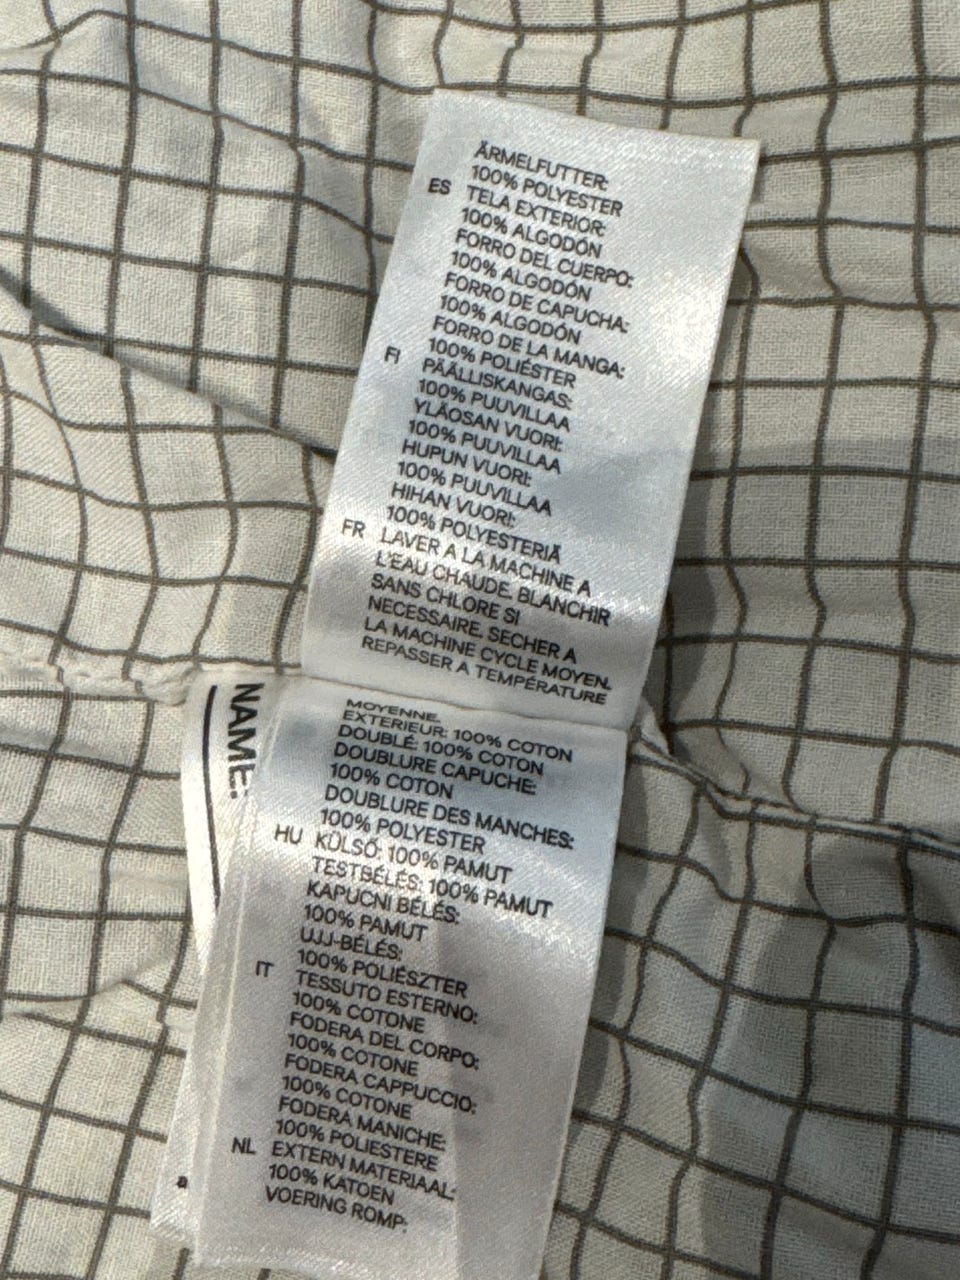 ÄRMELFUTTER:
100% POLYESTER
ES TELA EXTERIOR:
100% ALGODÓN
FORRO DEL CUERPO:
100% ALGODÓN
FORRO DE CAPUCHA:
100% ALGODÓN
FORRO DE LA MANGA:
100% POLIÉSTER
FI PÄÄLLISKANGAS:
100% PUUVILLAA
YLÄOSAN VUORI:
100% PUUVILLAA
HUPUN VUORI:
100% PUUVILLAA
HIHAN VUORI:
100% POLYESTERIÄ
FR LAVER A LA MACHINE A
L'EAU CHAUDE. BLANCHIR
SANS CHLORE SI
NECESSAIRE. SECHER A
LA MACHINE CYCLE MOYEN.
REPASSER A TEMPÉRATURE
MOYENNE.
EXTERIEUR: 100% COTON
DOUBLÉ: 100% COTON
DOUBLURE CAPUCHE:
100% COTON
DOUBLURE DES MANCHES:
100% POLYESTER
HU KÜLSŐ: 100% PAMUT
TESTBÉLÉS: 100% PAMUT
KAPUCNI BÉLÉS:
100% PAMUT
UJJ-BÉLÉS:
100% POLIÉSZTER
IT TESSUTO ESTERNO:
100% COTONE
FODERA DEL CORPO:
100% COTONE
FODERA CAPPUCCIO:
100% COTONE
FODERA MANICHE:
100% POLIESTERE
NL EXTERN MATERIAAL:
100% KATOEN
VOERING ROMP:
NAME:
a